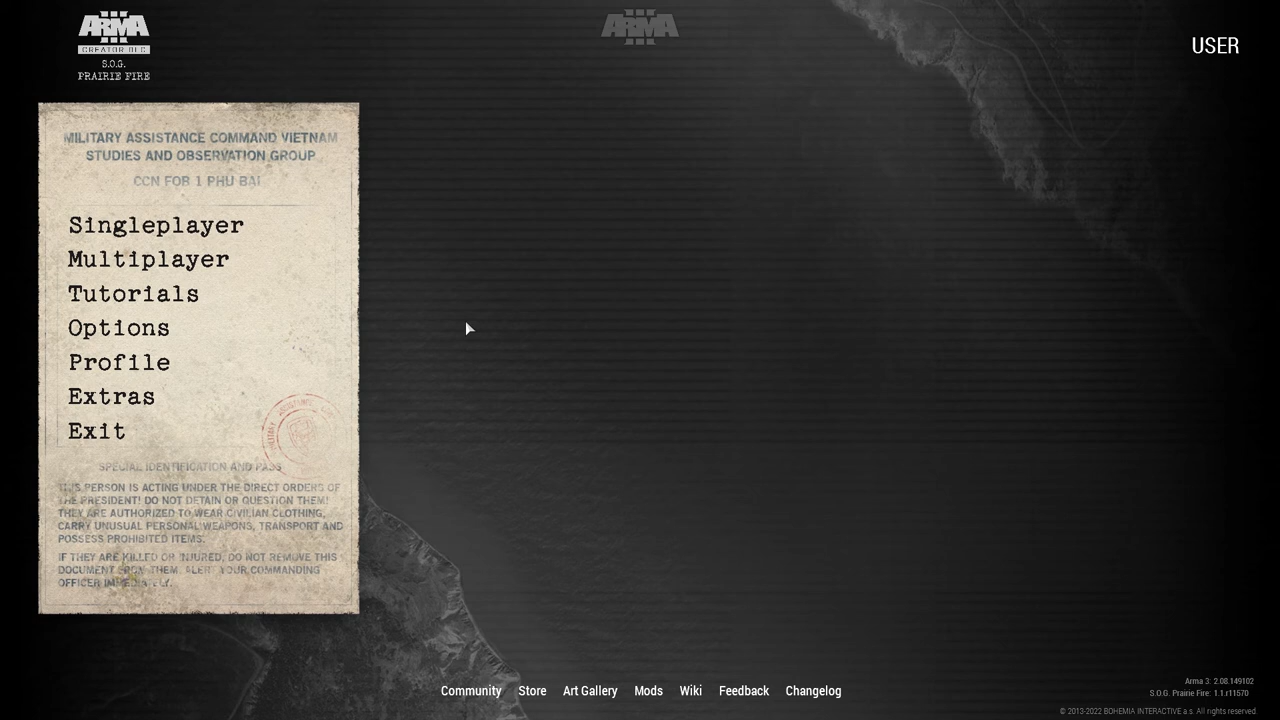 ARMA III
CREATOR DLC
S.O.G.
PRAIRIE FIRE
ARMA III
USER
MILITARY ASSISTANCE COMMAND VIETNAM
STUDIES AND OBSERVATION GROUP
CCN FOB 1 PHU BAI
Singleplayer
Multiplayer
Tutorials
Options
Profile
Extras
Exit
MILITARY ASSISTANCE
SPECIAL IDENTIFICATION AND PASS
THIS PERSON IS ACTING UNDER THE DIRECT ORDERS OF
THE PRESIDENT! DO NOT DETAIN OR QUESTION THEM!
THEY ARE AUTHORIZED TO WEAR CIVILIAN CLOTHING,
CARRY UNUSUAL PERSONAL WEAPONS, TRANSPORT AND
POSSESS PROHIBITED ITEMS.
IF THEY ARE KILLED OR INJURED, DO NOT REMOVE THIS
DOCUMENT FROM THEM. ALERT YOUR COMMANDING
OFFICER IMMEDIATELY.
Community Store Art Gallery Mods Wiki Feedback Changelog
Arma 3: 2.08.149102
S.O.G. Prairie Fire: 1.1.r11570
© 2013-2022 BOHEMIA INTERACTIVE a.s. All rights reserved.